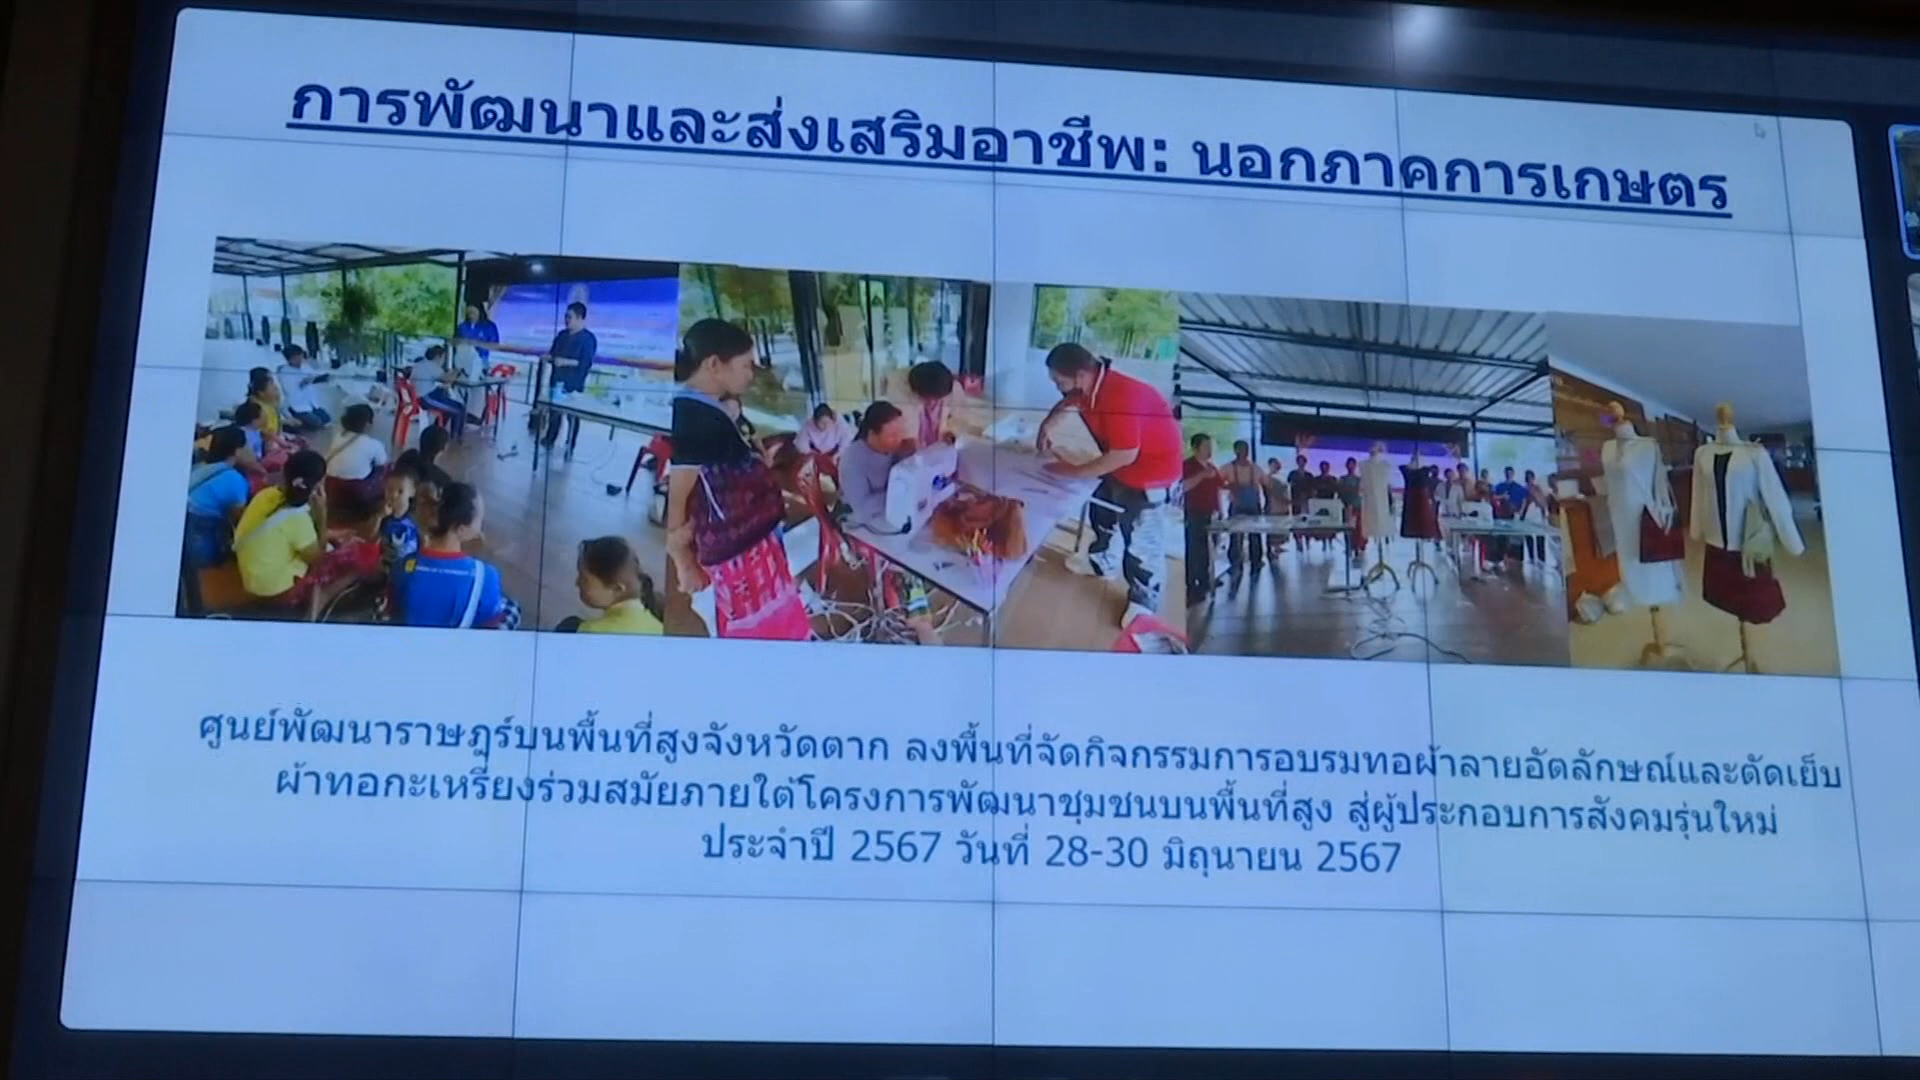 การพัฒนาและส่งเสริมอาชีพ: นอกภาคการเกษตร
ศูนย์พัฒนาราษฎร์บนพื้นที่สูงจังหวัดตาก ลงพื้นที่จัดกิจกรรมการอบรมทอผ้าลายอัตลักษณ์และตัดเย็บ
ผ้าทอกะเหรี่ยงร่วมสมัยภายใต้โครงการพัฒนาชุมชนบนพื้นที่สูง สู่ผู้ประกอบการสังคมรุ่นใหม่
ประจำปี 2567 วันที่ 28-30 มิถุนายน 2567